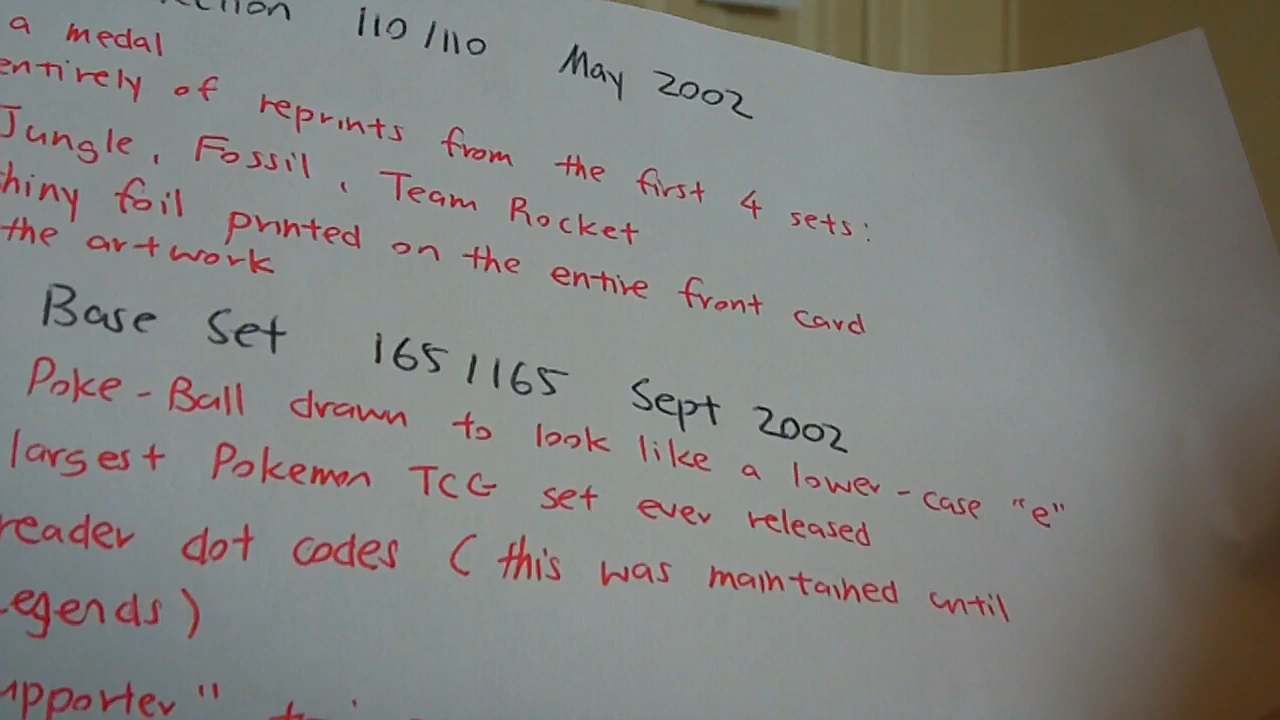 110/110 May 2002
a medal
entirely of reprints from the first 4 sets:
Jungle, Fossil, Team Rocket
hiny foil printed on the entire front card
the artwork
Base Set 165/165 Sept 2002
Poke-Ball drawn to look like a lower-case "e"
largest Pokemon TCG set ever released
reader dot codes (this was maintained until
egends)
upporter"